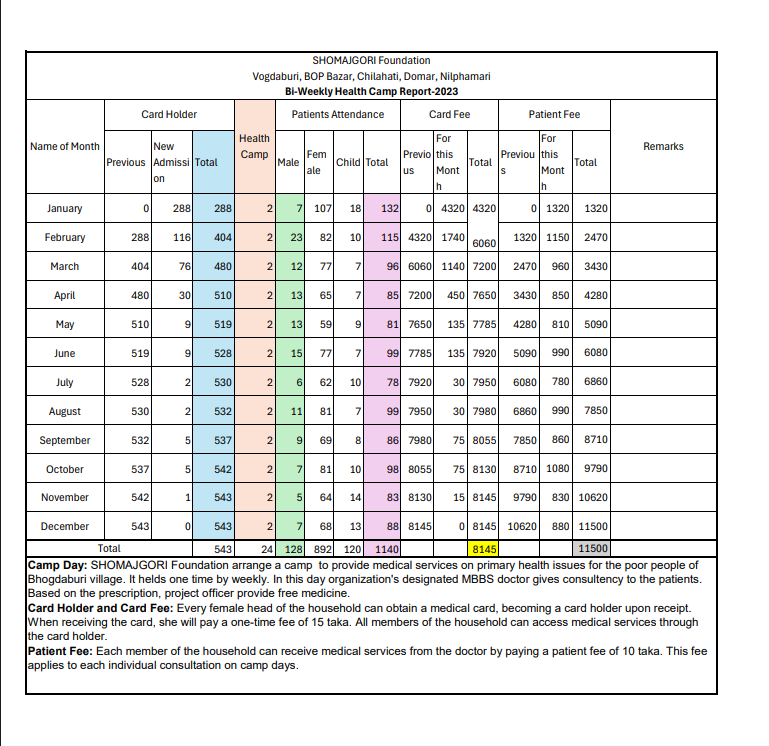 SHOMAJGORI Foundation
Vogdaburi, BOP Bazar, Chilahati, Domar, Nilphamari
Bi-Weekly Health Camp Report-2023
Name of Month Card Holder Health Camp Patients Attendance Card Fee Patient Fee Remarks
Previous New Admission Total Male Female Child Total Previous For this Month Total Previous For this Month Total
January 0 288 288 2 7 107 18 132 0 4320 4320 0 1320 1320
February 288 116 404 2 23 82 10 115 4320 1740 6060 1320 1150 2470
March 404 76 480 2 12 77 7 96 6060 1140 7200 2470 960 3430
April 480 30 510 2 13 65 7 85 7200 450 7650 3430 850 4280
May 510 9 519 2 13 59 9 81 7650 135 7785 4280 810 5090
June 519 9 528 2 15 77 7 99 7785 135 7920 5090 990 6080
July 528 2 530 2 6 62 10 78 7920 30 7950 6080 780 6860
August 530 2 532 2 11 81 7 99 7950 30 7980 6860 990 7850
September 532 5 537 2 9 69 8 86 7980 75 8055 7850 860 8710
October 537 5 542 2 7 81 10 98 8055 75 8130 8710 1080 9790
November 542 1 543 2 5 64 14 83 8130 15 8145 9790 830 10620
December 543 0 543 2 7 68 13 88 8145 0 8145 10620 880 11500
Total 543 24 128 892 120 1140 8145 11500
Camp Day: SHOMAJGORI Foundation arrange a camp to provide medical services on primary health issues for the poor people of
Bhogdaburi village. It helds one time by weekly. In this day organization's designated MBBS doctor gives consultency to the patients.
Based on the prescription, project officer provide free medicine.
Card Holder and Card Fee: Every female head of the household can obtain a medical card, becoming a card holder upon receipt.
When receiving the card, she will pay a one-time fee of 15 taka. All members of the household can access medical services through
the card holder.
Patient Fee: Each member of the household can receive medical services from the doctor by paying a patient fee of 10 taka. This fee
applies to each individual consultation on camp days.